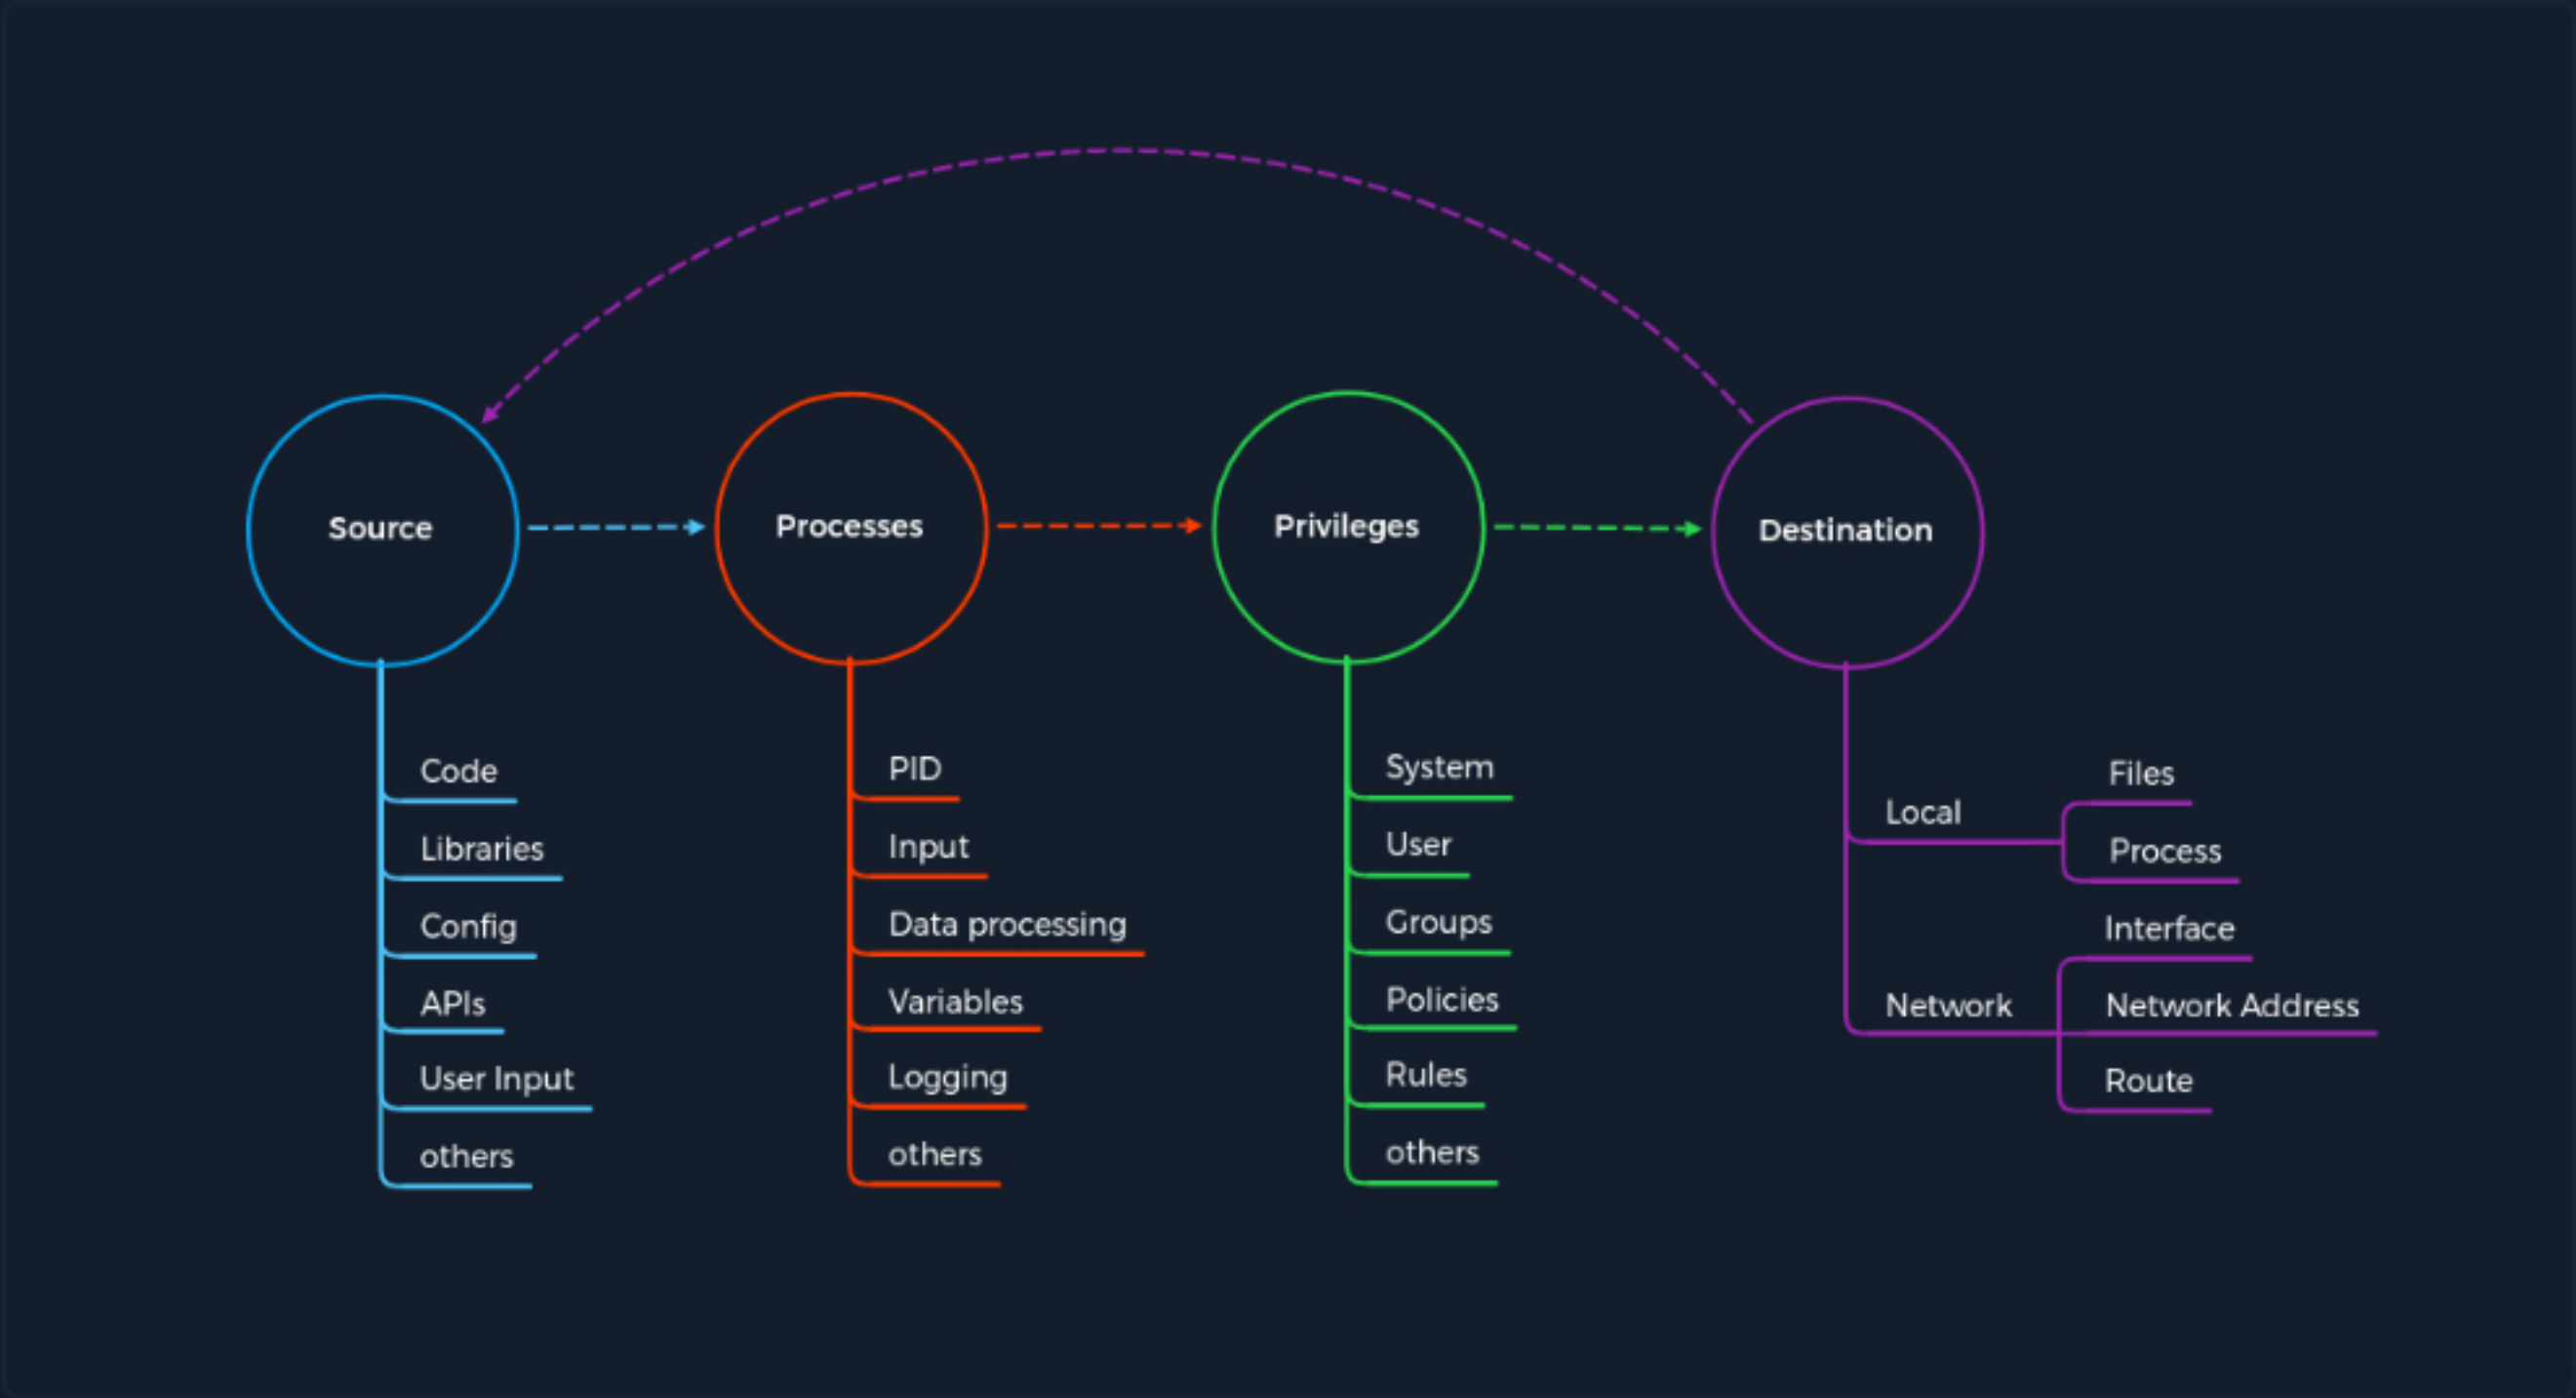 Source
Processes
Privileges
Destination
Code
Libraries
Config
APIs
User Input
others
PID
Input
Data processing
Variables
Logging
others
System
User
Groups
Policies
Rules
others
Local
Files
Process
Network
Interface
Network Address
Route